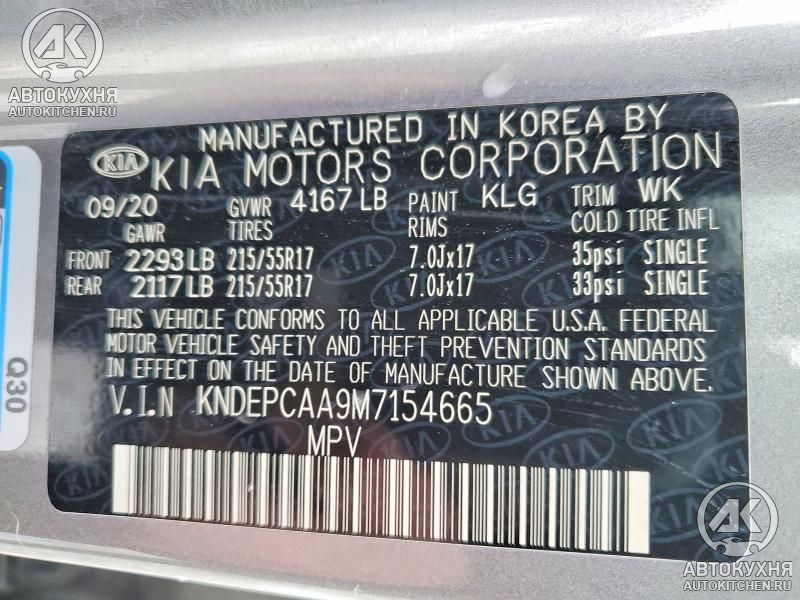 AK
АВТОКУХНЯ
AUTOKITCHEN.RU
MANUFACTURED IN KOREA BY
KIA KIA MOTORS CORPORATION
09/20 GVWR 4167 LB PAINT KLG TRIM WK
GAWR TIRES RIMS COLD TIRE INFL
FRONT 2293 LB 215/55R17 7.0Jx17 35psi SINGLE
REAR 2117 LB 215/55R17 7.0Jx17 33psi SINGLE
THIS VEHICLE CONFORMS TO ALL APPLICABLE U.S.A. FEDERAL
MOTOR VEHICLE SAFETY AND THEFT PREVENTION STANDARDS
IN EFFECT ON THE DATE OF MANUFACTURE SHOWN ABOVE.
V.I.N KNDEPCAA9M7154665
MPV
Q30
AK
АВТОКУХНЯ
AUTOKITCHEN.RU